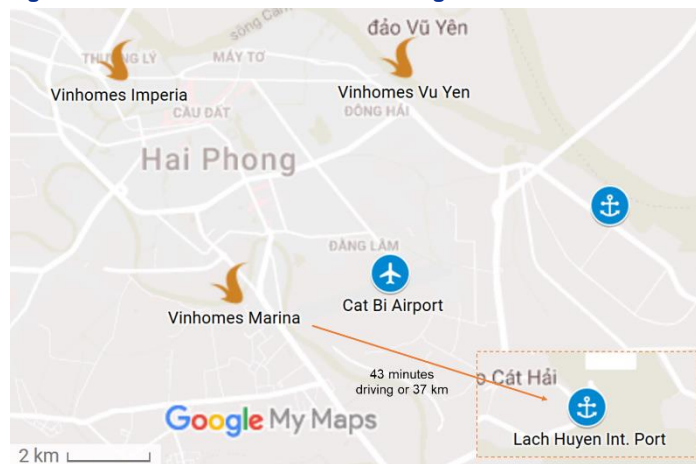 sông Cấm
đảo Vũ Yên
THƯỢNG LÝ
MÁY TƠ
Vinhomes Imperia
Vinhomes Vu Yen
CẦU ĐẤT
ĐÔNG HẢI
Hai Phong
ĐẰNG LÂM
Cat Bi Airport
Vinhomes Marina
43 minutes
driving or 37 km
Cát Hải
Google My Maps
Lach Huyen Int. Port
2 km